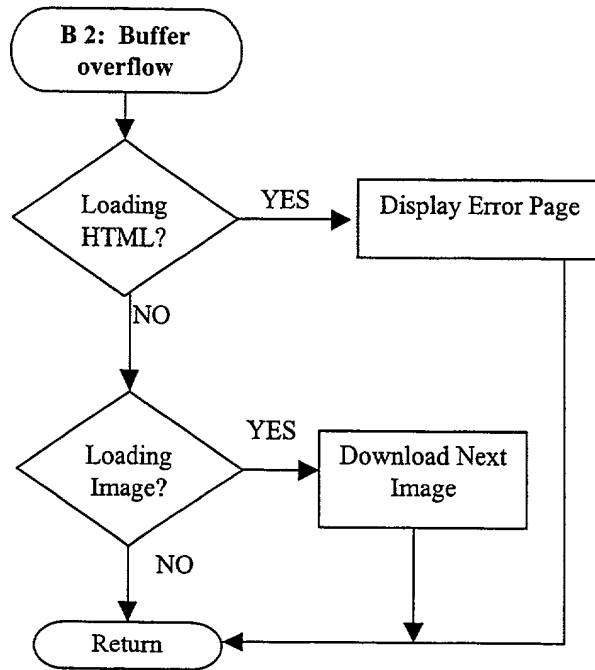 B 2: Buffer
overflow
Loading
HTML?
YES
Display Error Page
NO
Loading
Image?
YES
Download Next
Image
NO
Return